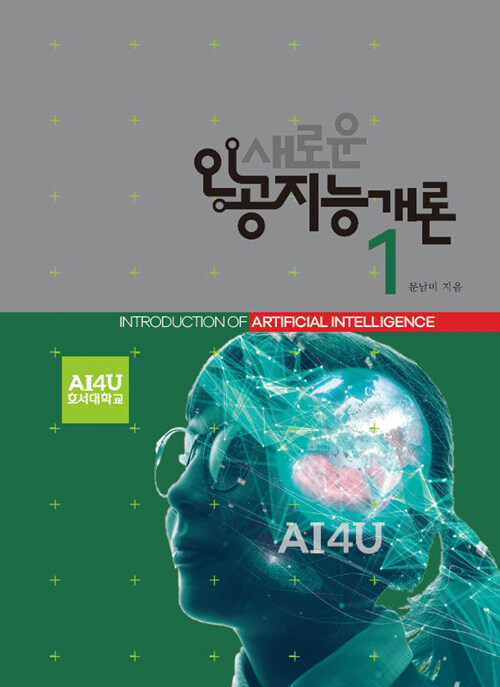 새로운
인공지능개론
1
문남미 지음
INTRODUCTION OF ARTIFICIAL INTELLIGENCE
AI4U
호서대학교
AI4U